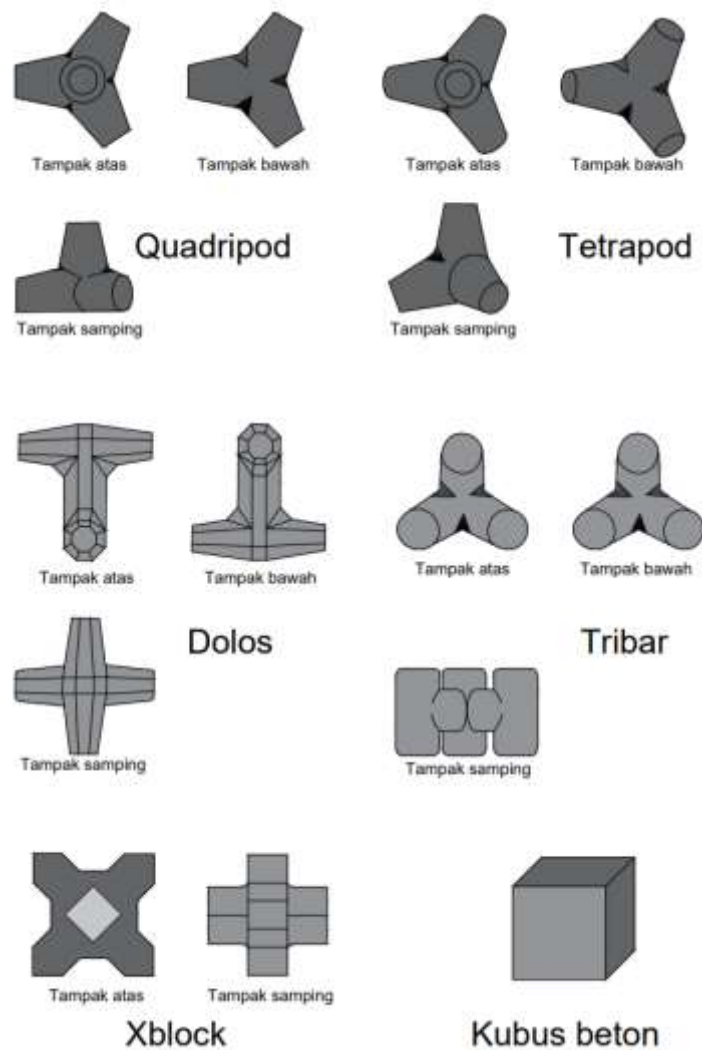 Tampak atas
Tampak bawah
Tampak atas
Tampak bawah
Quadripod
Tetrapod
Tampak samping
Tampak samping
Tampak atas
Tampak bawah
Tampak atas
Tampak bawah
Dolos
Tribar
Tampak samping
Tampak samping
Tampak atas
Tampak samping
Xblock
Kubus beton